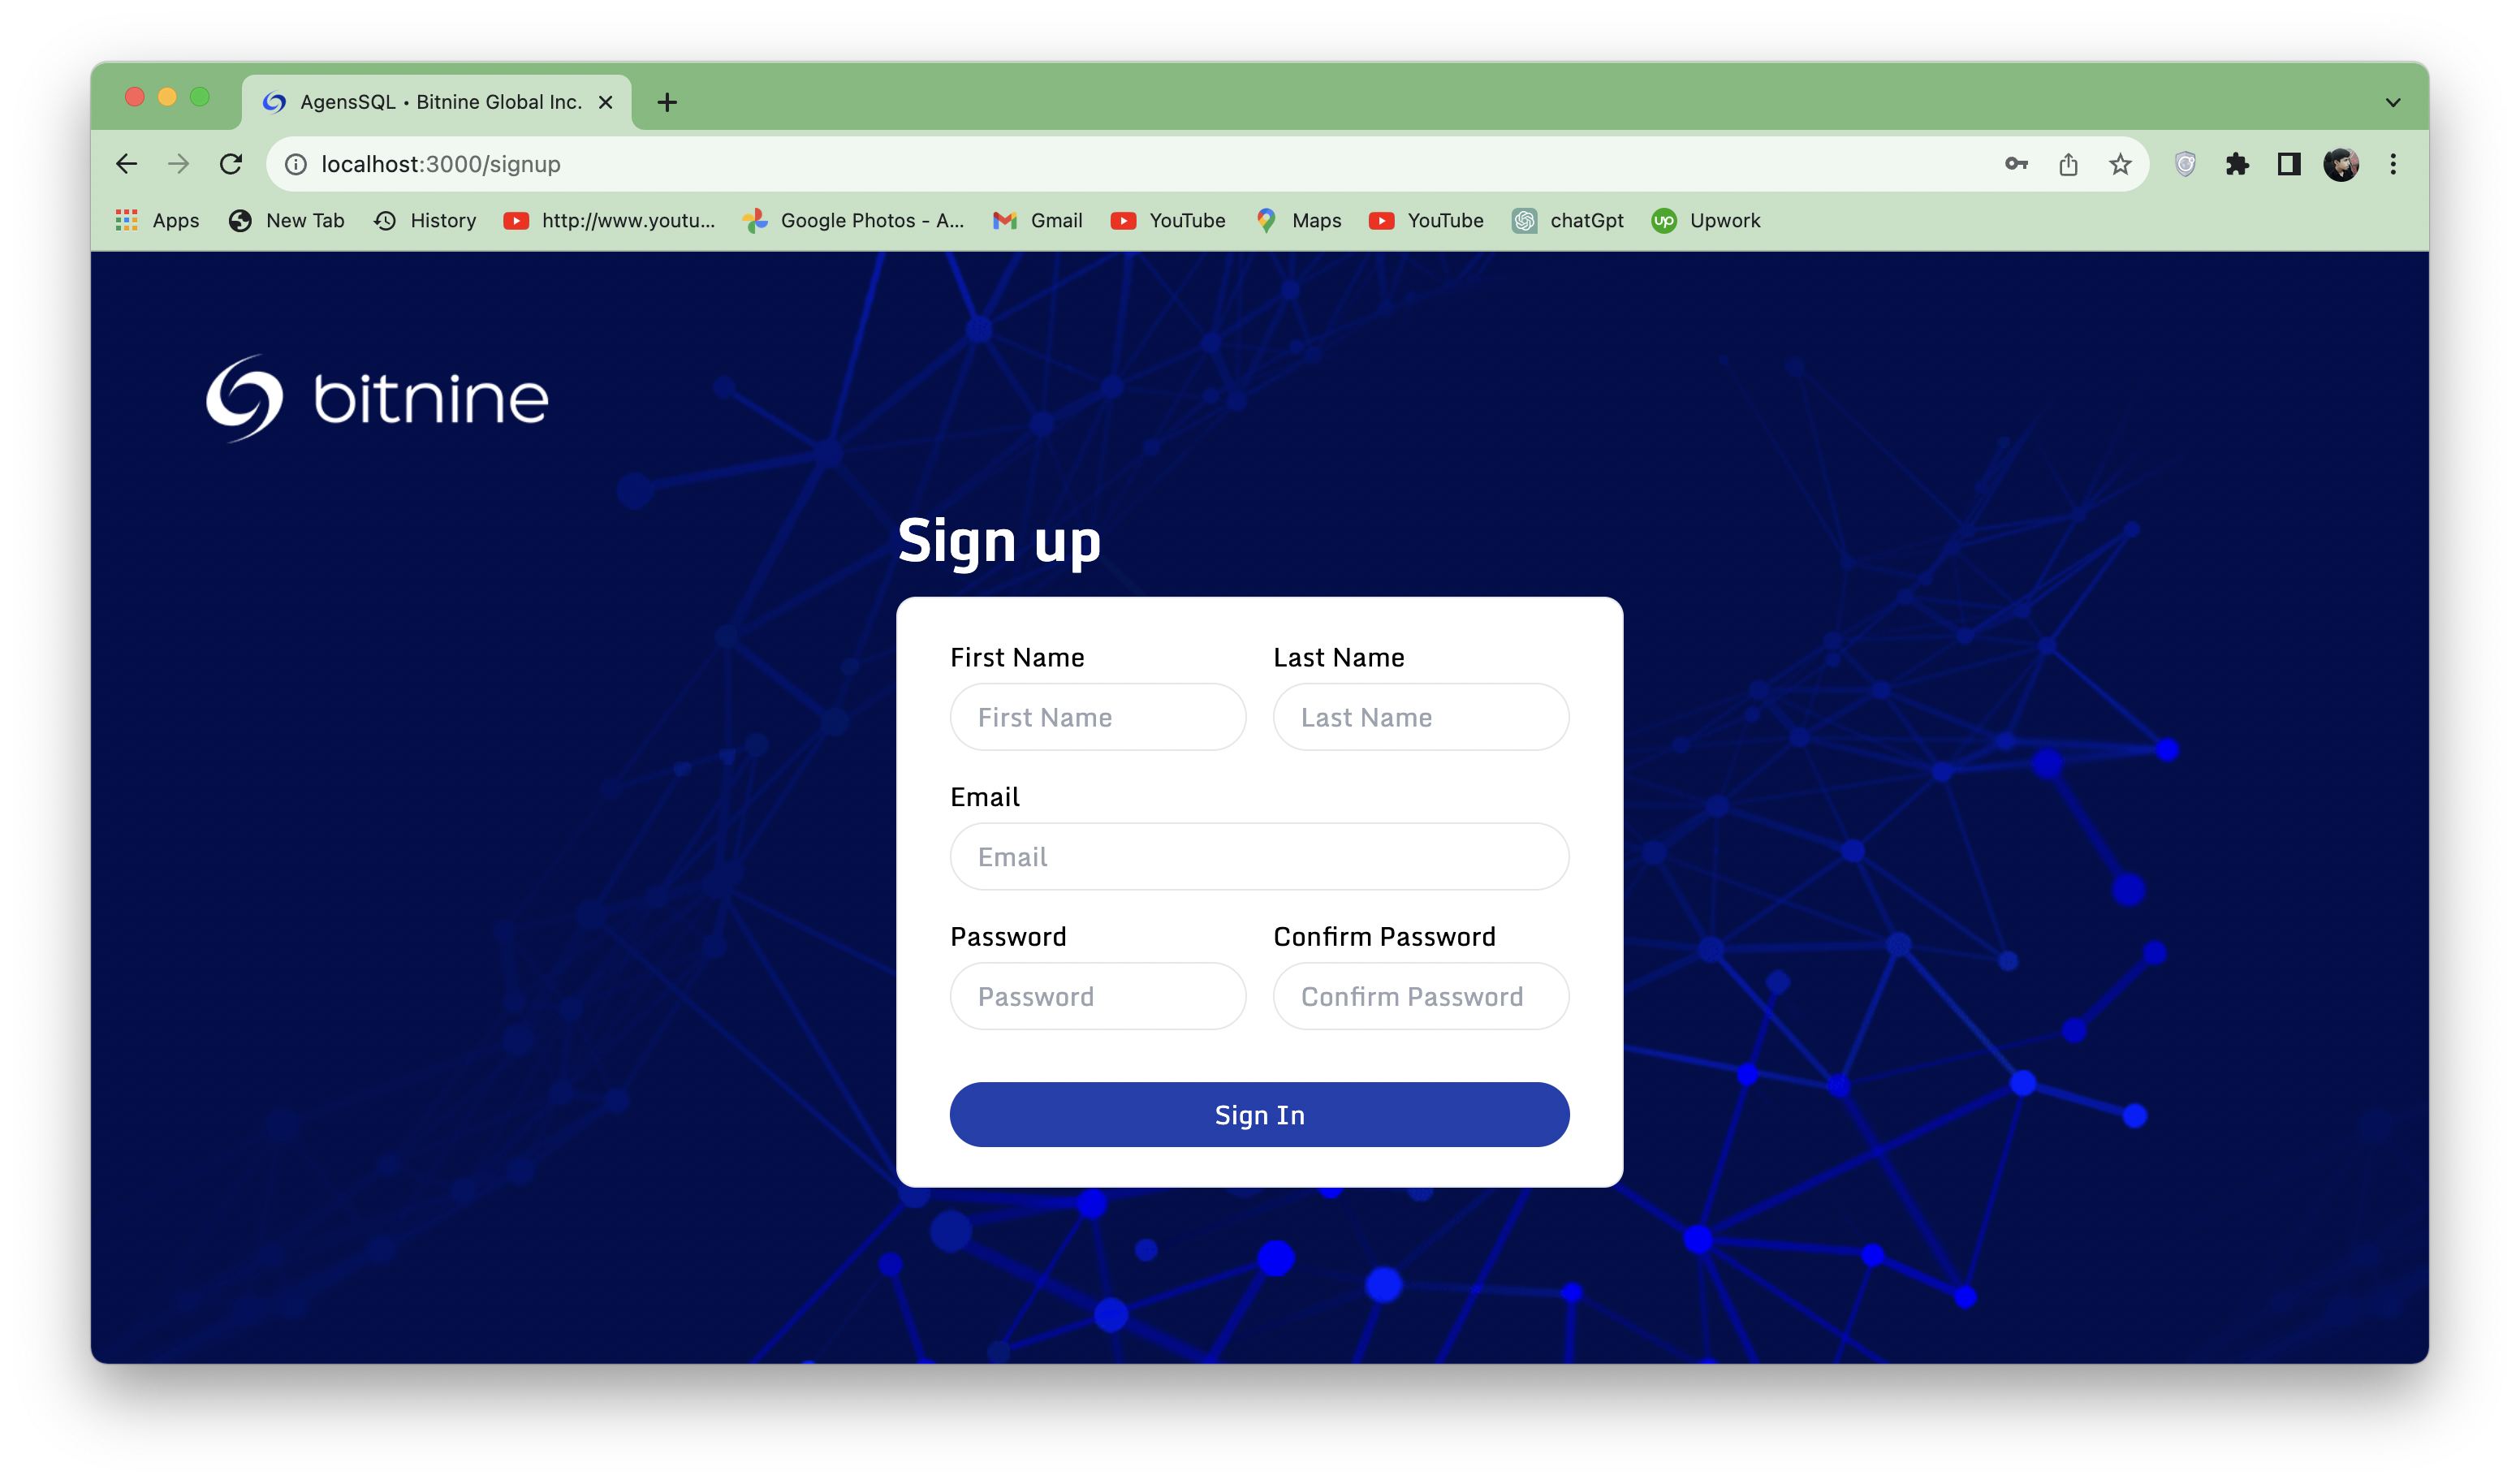 AgensSQL • Bitnine Global Inc.
localhost:3000/signup
Apps New Tab History http://www.youtu... Google Photos - A... Gmail YouTube Maps YouTube chatGpt up Upwork
bitnine
Sign up
First Name Last Name
First Name Last Name
Email
Email
Password Confirm Password
Password Confirm Password
Sign In